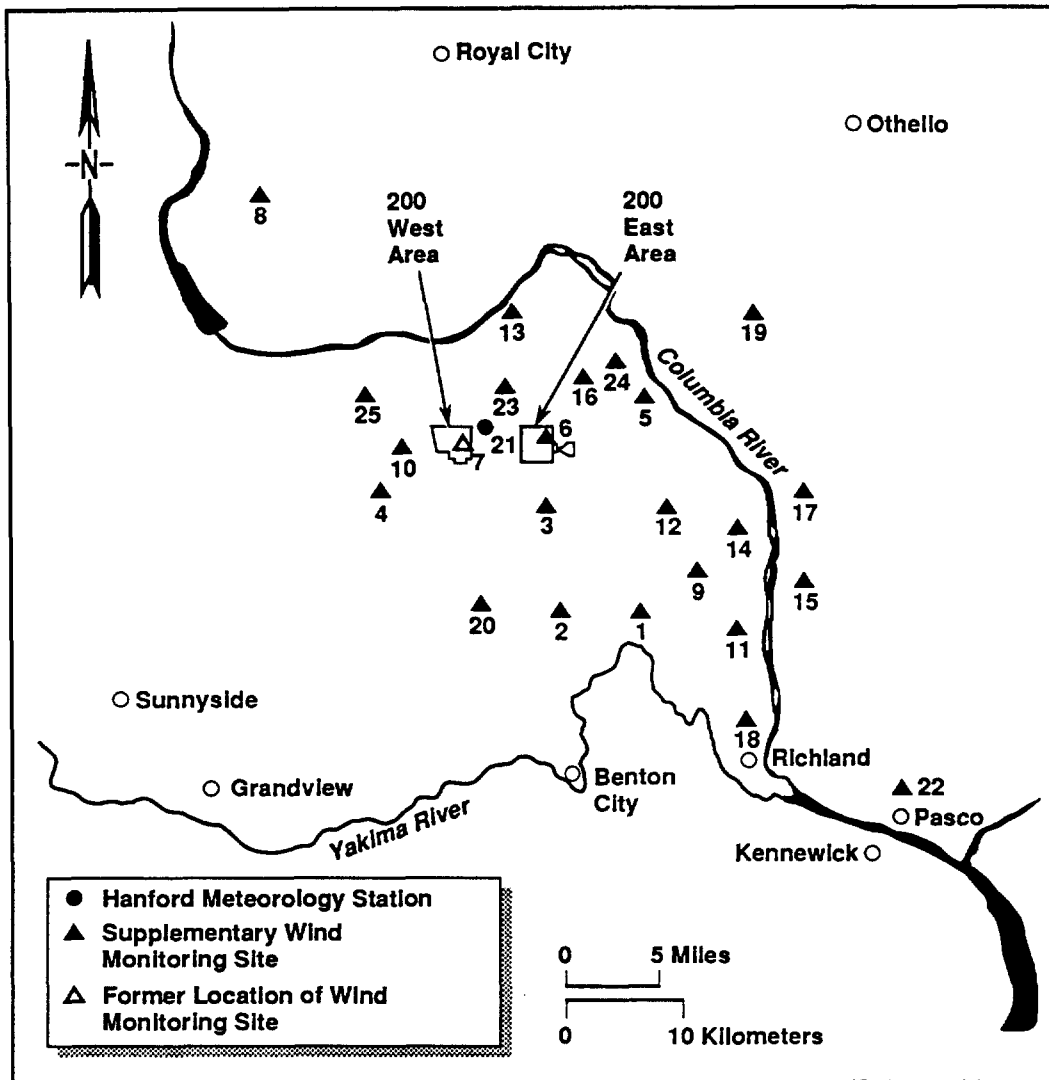 Royal City
Othello
N
8
200
West
Area
200
East
Area
13
19
Columbia River
24
16
23
5
25
6
21
7
10
4
3
12
17
14
9
15
20
2
1
11
Sunnyside
18
Richland
Grandview
Benton
City
22
Pasco
Yakima River
Kennewick
Hanford Meteorology Station
Supplementary Wind
Monitoring Site
Former Location of Wind
Monitoring Site
0 5 Miles
0 10 Kilometers